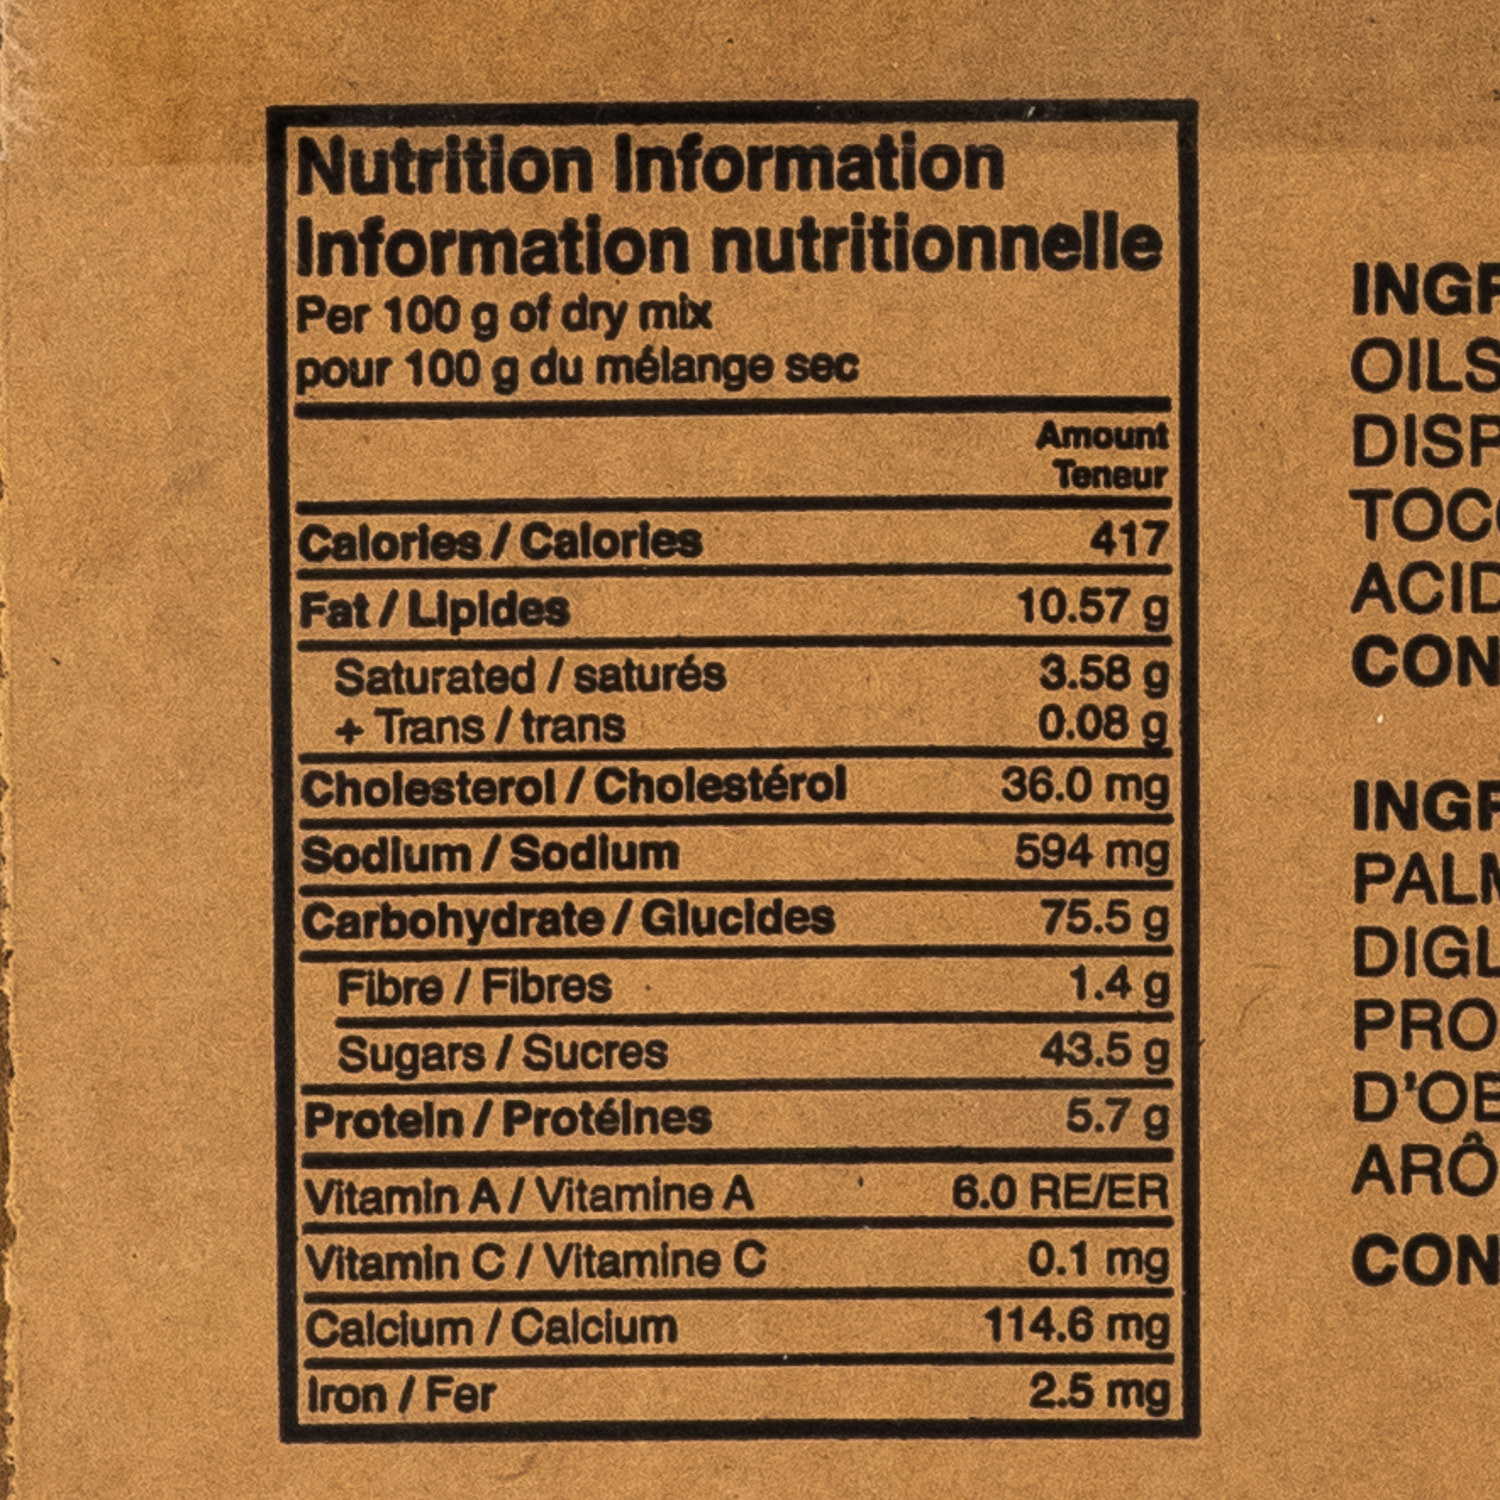 Nutrition Information
Information nutritionnelle
Per 100 g of dry mix
pour 100 g du mélange sec
Amount
Teneur
Calories / Calories 417
Fat / Lipides 10.57 g
Saturated / saturés 3.58 g
+ Trans / trans 0.08 g
Cholesterol / Cholestérol 36.0 mg
Sodium / Sodium 594 mg
Carbohydrate / Glucides 75.5 g
Fibre / Fibres 1.4 g
Sugars / Sucres 43.5 g
Protein / Protéines 5.7 g
Vitamin A / Vitamine A 6.0 RE/ER
Vitamin C / Vitamine C 0.1 mg
Calcium / Calcium 114.6 mg
Iron / Fer 2.5 mg
OILS